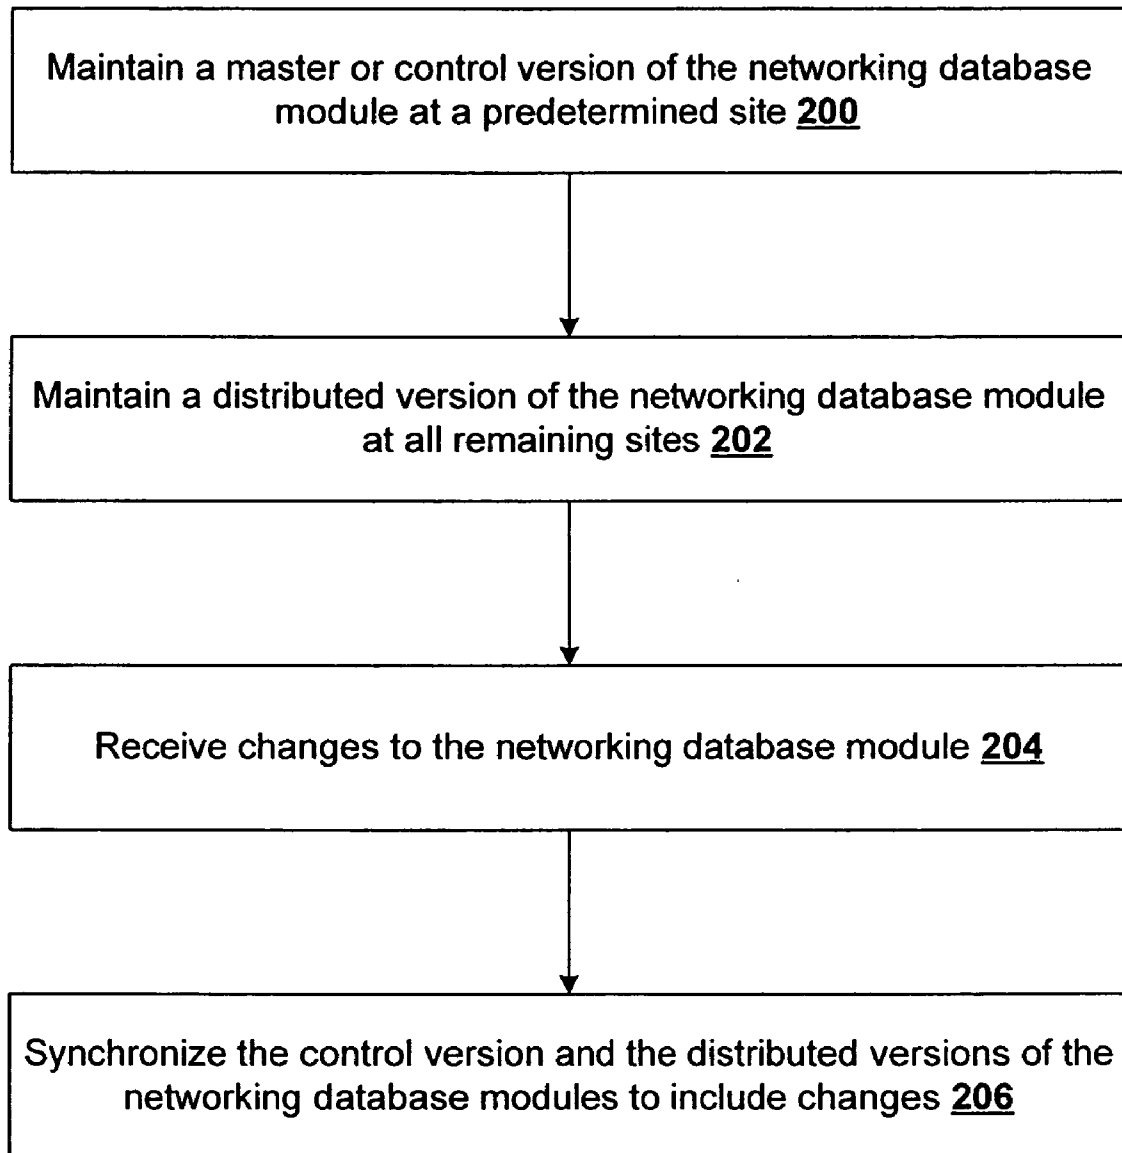 Maintain a master or control version of the networking database
module at a predetermined site 200
Maintain a distributed version of the networking database module
at all remaining sites 202
Receive changes to the networking database module 204
Synchronize the control version and the distributed versions of the
networking database modules to include changes 206